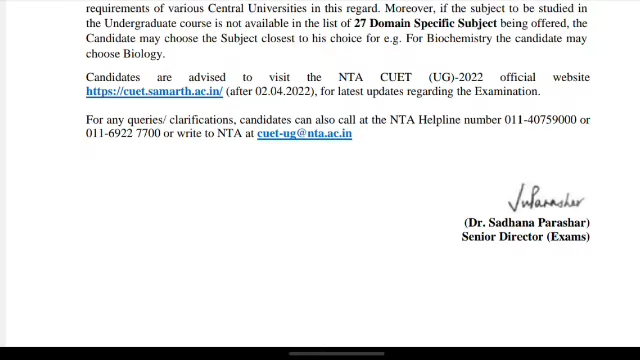 requirements of various Central Universities in this regard. Moreover, if the subject to be studied in
the Undergraduate course is not available in the list of 27 Domain Specific Subject being offered, the
Candidate may choose the Subject closest to his choice for e.g. For Biochemistry the candidate may
choose Biology.
Candidates are advised to visit the NTA CUET (UG)-2022 official website
https://cuet.samarth.ac.in/ (after 02.04.2022), for latest updates regarding the Examination.
For any queries/ clarifications, candidates can also call at the NTA Helpline number 011-40759000 or
011-6922 7700 or write to NTA at cuet-ug@nta.ac.in
(Dr. Sadhana Parashar)
Senior Director (Exams)